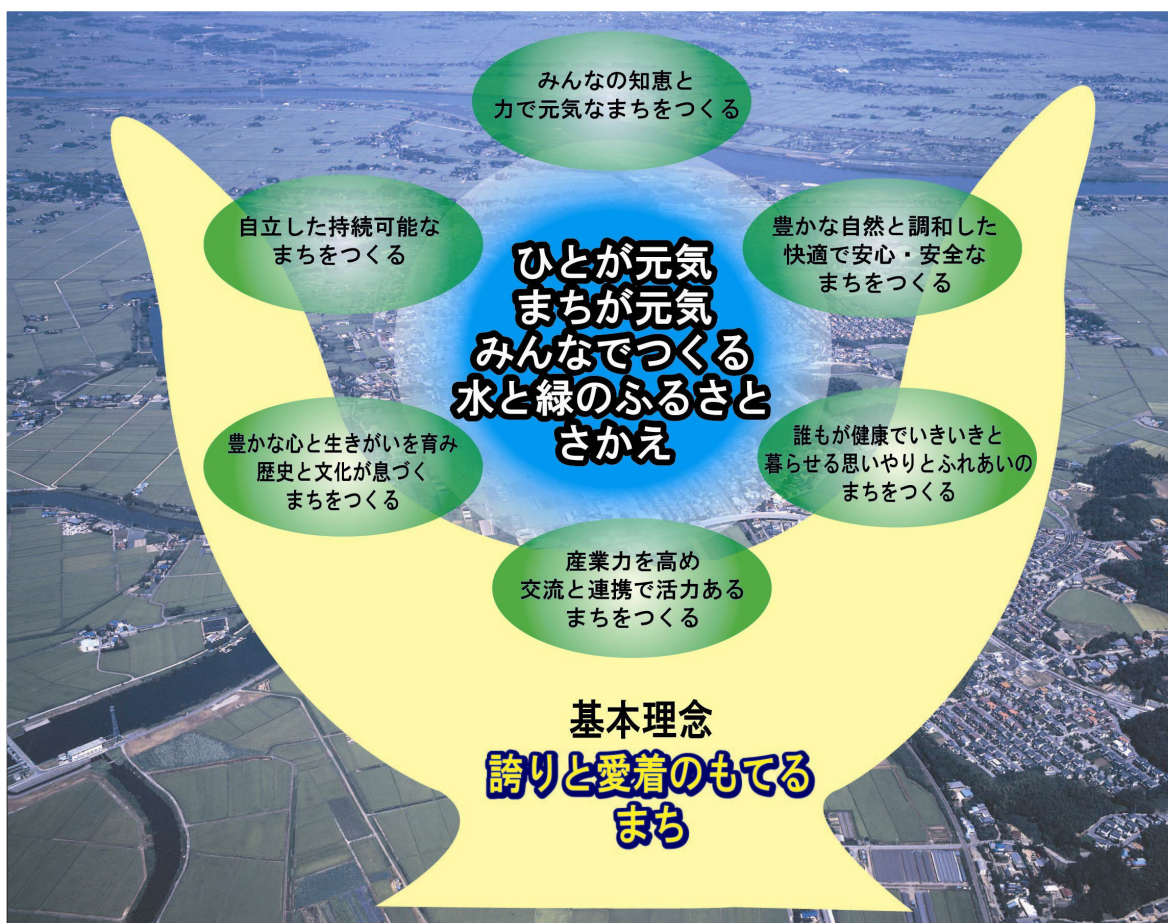 みんなの知恵と
力で元気なまちをつくる
自立した持続可能な
まちをつくる
豊かな自然と調和した
快適で安心・安全な
まちをつくる
ひとが元気
まちが元気
みんなでつくる
水と緑のふるさと
さかえ
豊かな心と生きがいを育み
歴史と文化が息づく
まちをつくる
誰もが健康でいきいきと
暮らせる思いやりとふれあいの
まちをつくる
産業力を高め
交流と連携で活力ある
まちをつくる
基本理念
誇りと愛着のもてる
まち